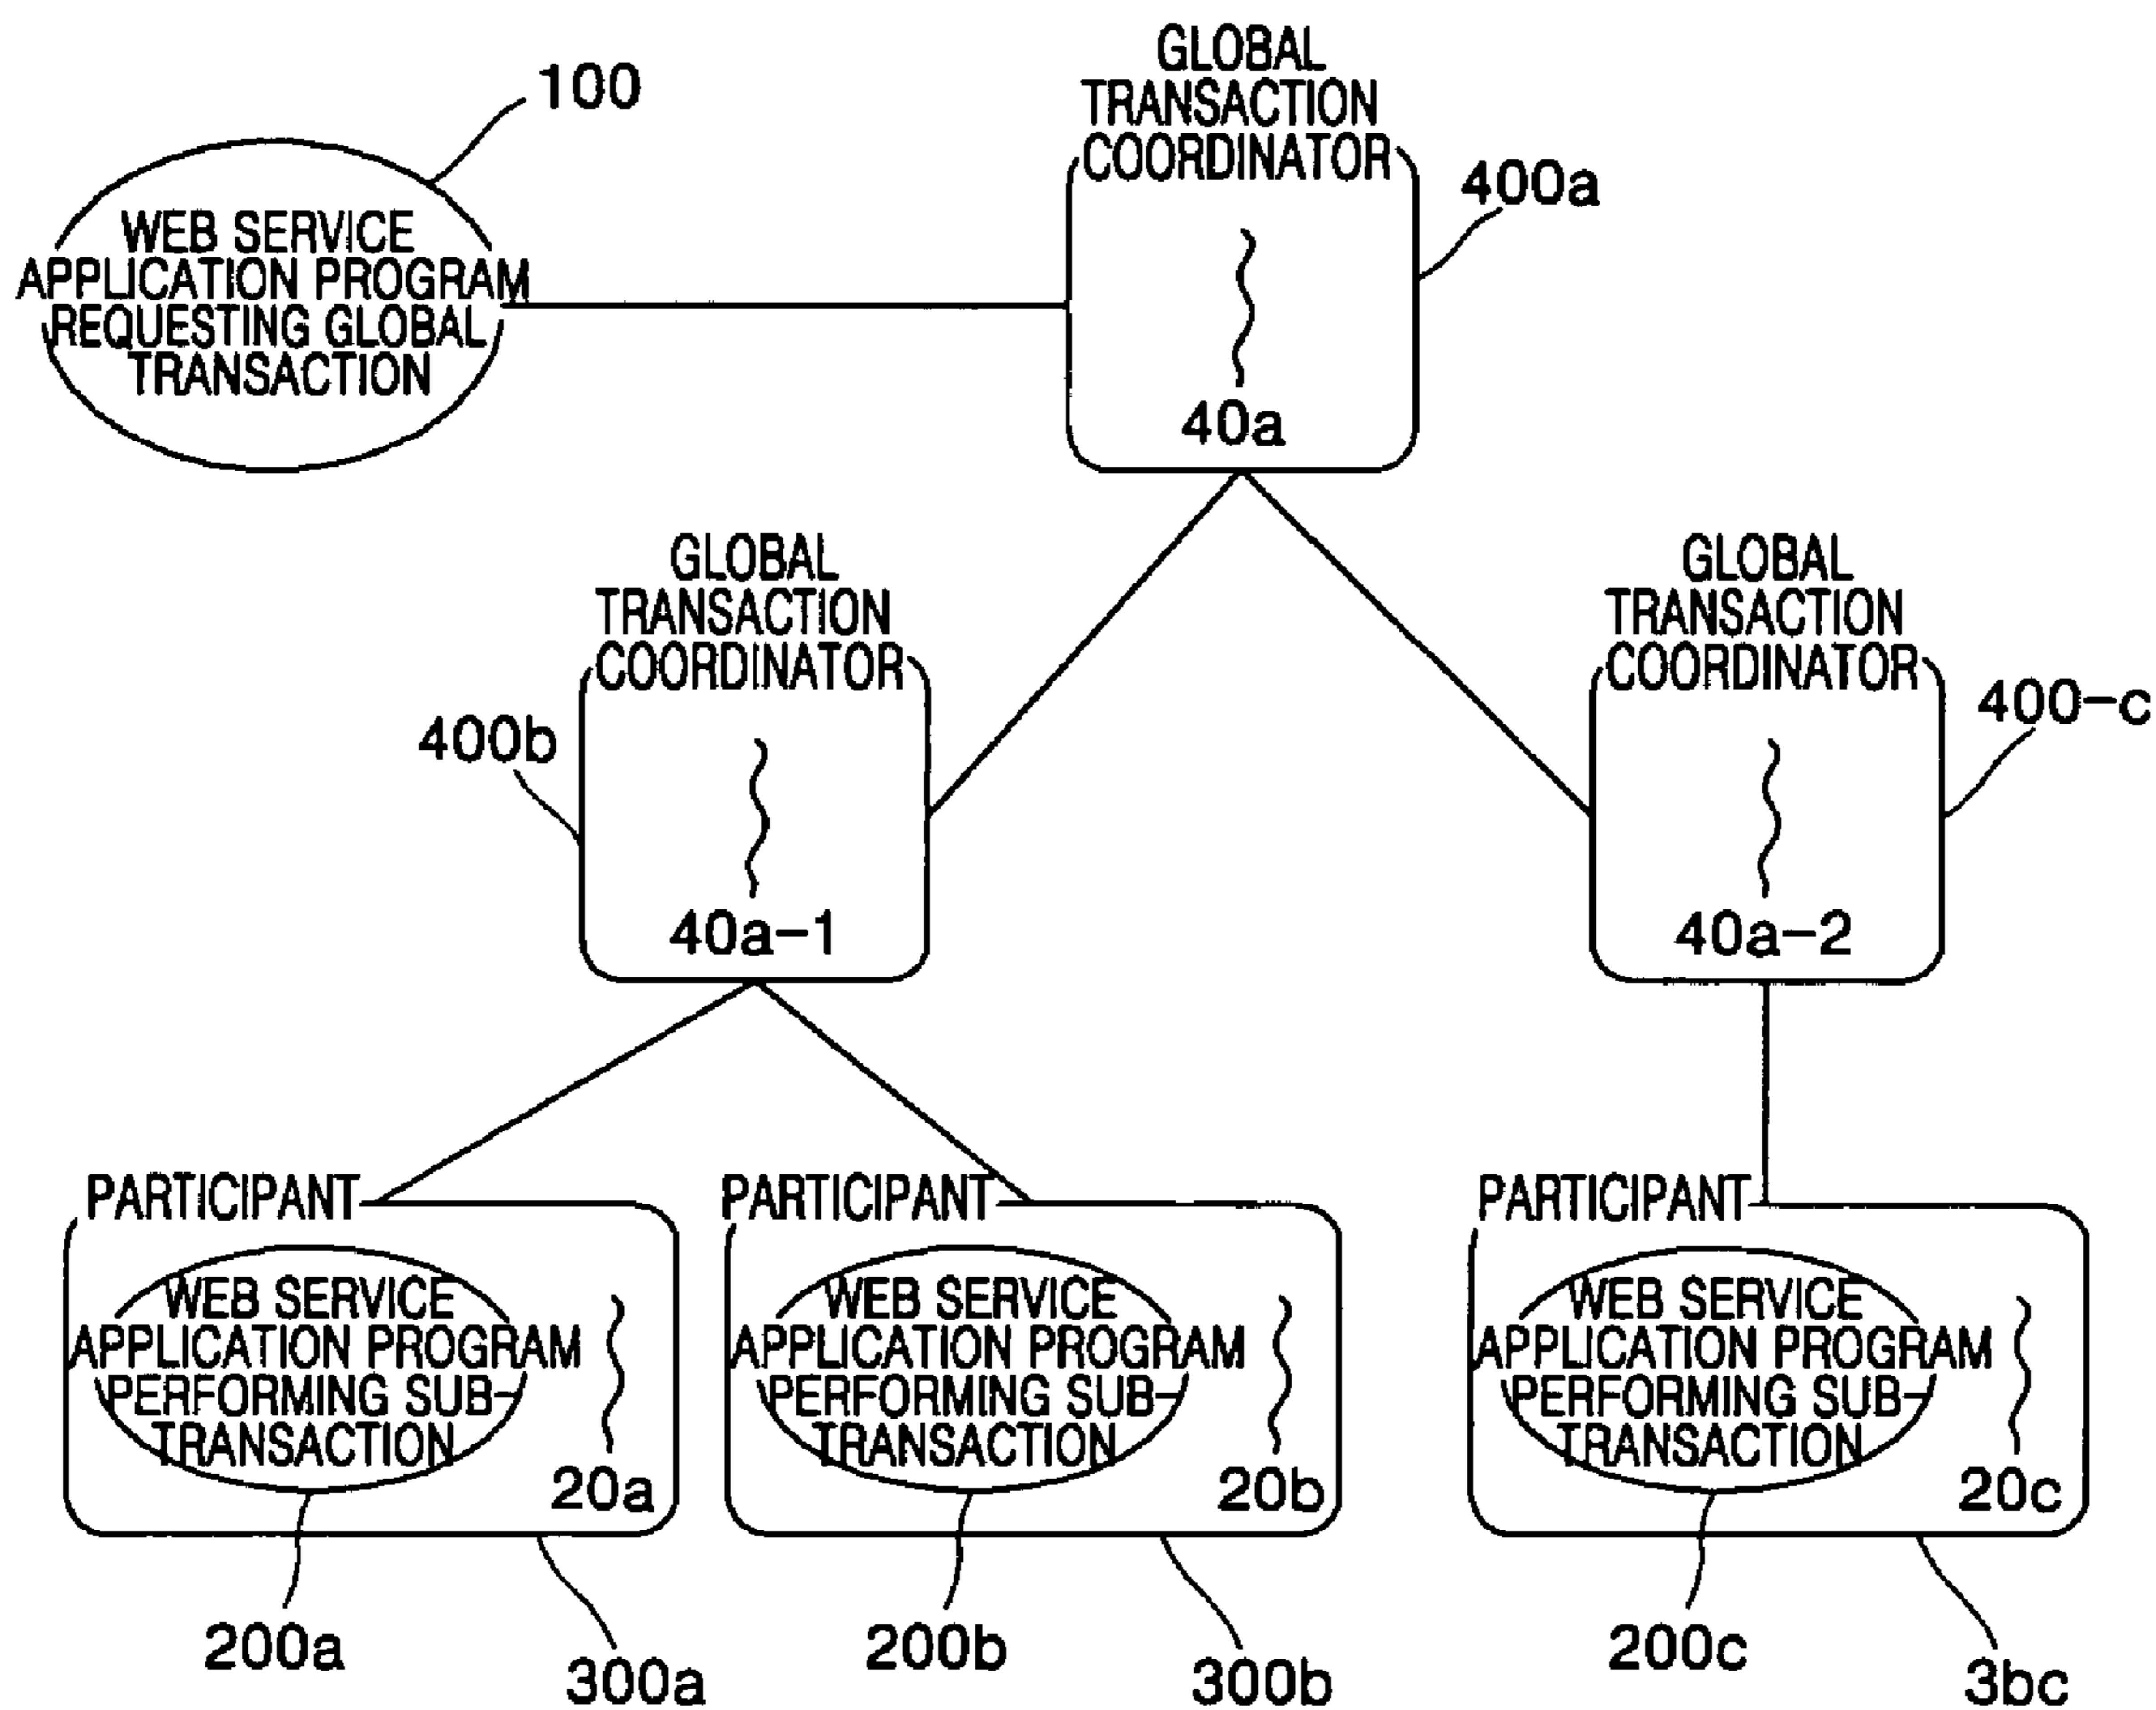 100
WEB SERVICE
APPLICATION PROGRAM
REQUESTING GLOBAL
TRANSACTION
GLOBAL
TRANSACTION
COORDINATOR
400a
40a
GLOBAL
TRANSACTION
COORDINATOR
400b
40a-1
GLOBAL
TRANSACTION
COORDINATOR
400-c
40a-2
PARTICIPANT
WEB SERVICE
APPLICATION PROGRAM
PERFORMING SUB-
TRANSACTION
20a
200a
300a
PARTICIPANT
WEB SERVICE
APPLICATION PROGRAM
PERFORMING SUB-
TRANSACTION
20b
200b
300b
PARTICIPANT
WEB SERVICE
APPLICATION PROGRAM
PERFORMING SUB-
TRANSACTION
20c
200c
3bc